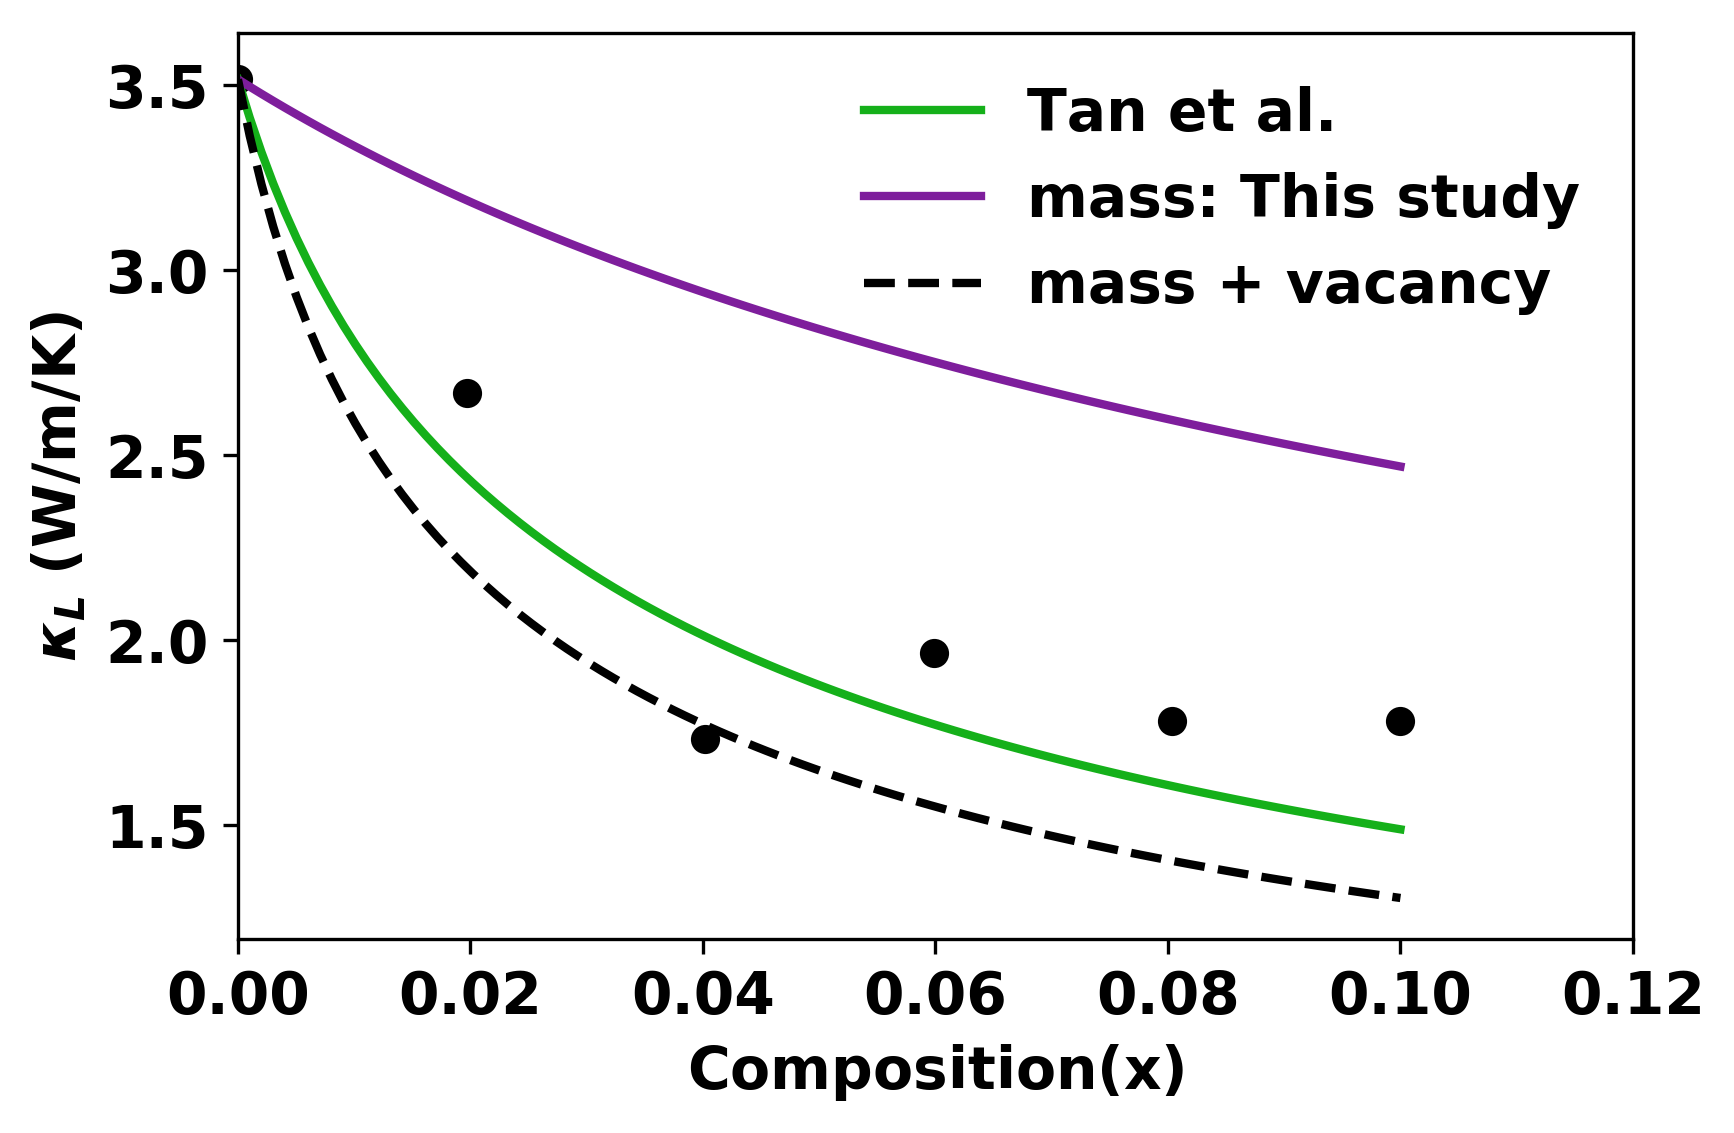 Tan et al.
mass: This study
mass + vacancy
κL (W/m/K)
3.5
3.0
2.5
2.0
1.5
0.00 0.02 0.04 0.06 0.08 0.10 0.12
Composition(x)